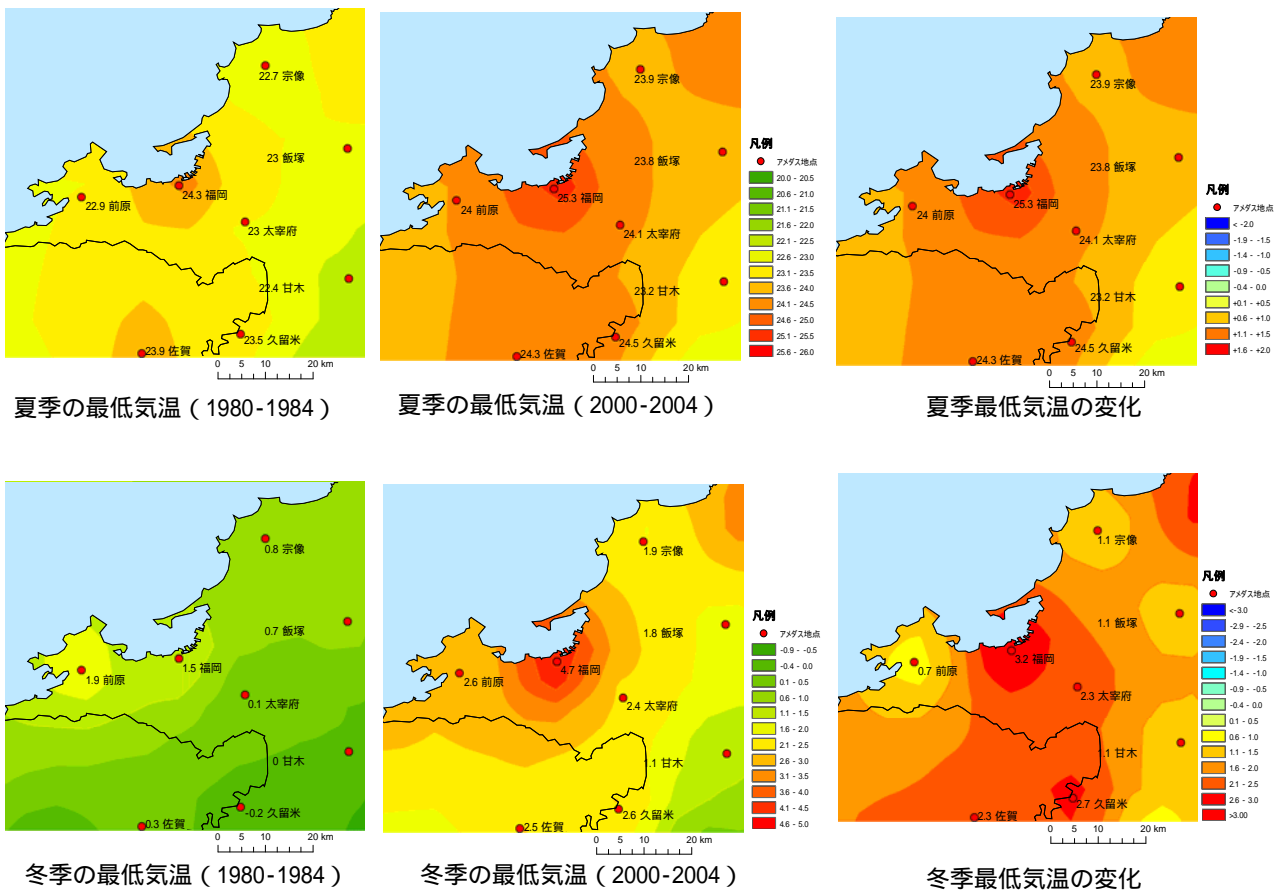 22.7 宗像
23 飯塚
24.3 福岡
22.9 前原
23 太宰府
22.4 甘木
23.5 久留米
23.9 佐賀
0 5 10 20 km
夏季の最低気温(1980-1984)
23.9 宗像
23.8 飯塚
25.3 福岡
24 前原
24.1 太宰府
23.2 甘木
24.5 久留米
24.3 佐賀
0 5 10 20 km
夏季の最低気温(2000-2004)
凡例
アメダス地点
20.0 - 20.5
20.6 - 21.0
21.1 - 21.5
21.6 - 22.0
22.1 - 22.5
22.6 - 23.0
23.1 - 23.5
23.6 - 24.0
24.1 - 24.5
24.6 - 25.0
25.1 - 25.5
25.6 - 26.0
23.9 宗像
23.8 飯塚
25.3 福岡
24 前原
24.1 太宰府
23.2 甘木
24.5 久留米
24.3 佐賀
0 5 10 20 km
夏季最低気温の変化
凡例
アメダス地点
< -2.0
-1.9 - -1.5
-1.4 - -1.0
-0.9 - -0.5
-0.4 - 0.0
+0.1 - +0.5
+0.6 - +1.0
+1.1 - +1.5
+1.6 - +2.0
0.8 宗像
0.7 飯塚
1.5 福岡
1.9 前原
0.1 太宰府
0 甘木
-0.2 久留米
0.3 佐賀
0 5 10 20 km
冬季の最低気温(1980-1984)
1.9 宗像
1.8 飯塚
4.7 福岡
2.6 前原
2.4 太宰府
1.1 甘木
2.6 久留米
2.5 佐賀
0 5 10 20 km
冬季の最低気温(2000-2004)
凡例
アメダス地点
-0.9 - -0.5
-0.4 - 0.0
0.1 - 0.5
0.6 - 1.0
1.1 - 1.5
1.6 - 2.0
2.1 - 2.5
2.6 - 3.0
3.1 - 3.5
3.6 - 4.0
4.1 - 4.5
4.6 - 5.0
1.1 宗像
1.1 飯塚
3.2 福岡
0.7 前原
2.3 太宰府
1.1 甘木
2.7 久留米
2.3 佐賀
0 5 10 20 km
冬季最低気温の変化
凡例
アメダス地点
<-3.0
-2.9 - -2.5
-2.4 - -2.0
-1.9 - -1.5
-1.4 - -1.0
-0.9 - -0.5
-0.4 - 0.0
0.1 - 0.5
0.6 - 1.0
1.1 - 1.5
1.6 - 2.0
2.1 - 2.5
2.6 - 3.0
>3.00